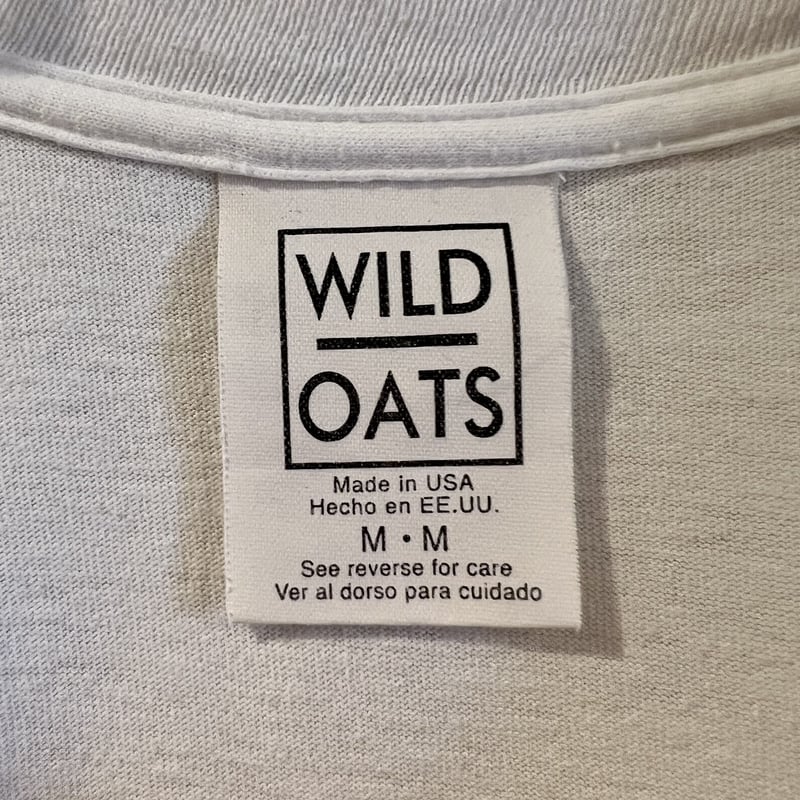 WILD
OATS
Made in USA
Hecho en EE.UU.
M • M
See reverse for care
Ver al dorso para cuidado